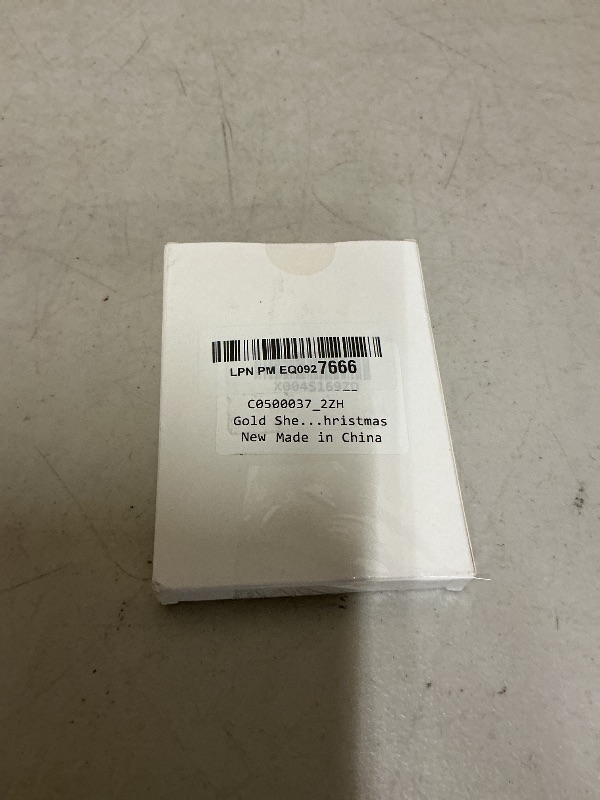 LPN PM EQ0927666
X004S169ZD
C0500037_2ZH
Gold She...hristmas
New Made in China